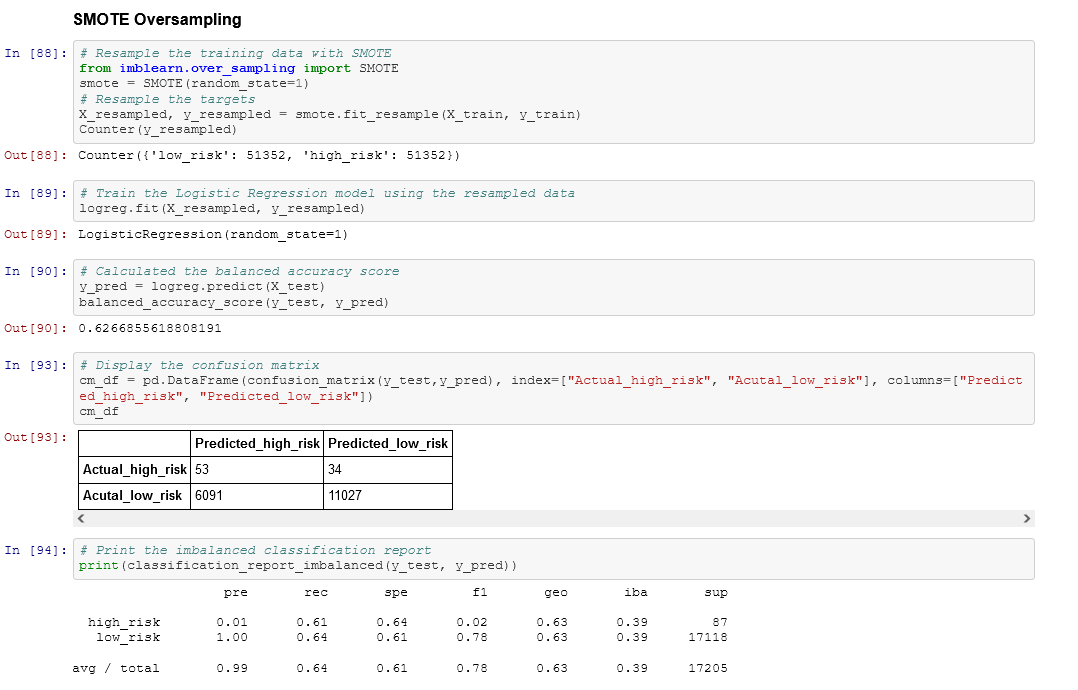 SMOTE Oversampling
In [88]: # Resample the training data with SMOTE
from imblearn.over_sampling import SMOTE
smote = SMOTE(random_state=1)
# Resample the targets
X_resampled, y_resampled = smote.fit_resample(X_train, y_train)
Counter(y_resampled)
Out[88]: Counter({'low_risk': 51352, 'high_risk': 51352})
In [89]: # Train the Logistic Regression model using the resampled data
logreg.fit(X_resampled, y_resampled)
Out[89]: LogisticRegression(random_state=1)
In [90]: # Calculated the balanced accuracy score
y_pred = logreg.predict(X_test)
balanced_accuracy_score(y_test, y_pred)
Out[90]: 0.6266855618808191
In [93]: # Display the confusion matrix
cm_df = pd.DataFrame(confusion_matrix(y_test,y_pred), index=["Actual_high_risk", "Acutal_low_risk"], columns=["Predict
ed_high_risk", "Predicted_low_risk"])
cm_df
Out[93]:
Predicted_high_risk Predicted_low_risk
Actual_high_risk 53 34
Acutal_low_risk 6091 11027
In [94]: # Print the imbalanced classification report
print(classification_report_imbalanced(y_test, y_pred))
pre rec spe f1 geo iba sup
high_risk 0.01 0.61 0.64 0.02 0.63 0.39 87
low_risk 1.00 0.64 0.61 0.78 0.63 0.39 17118
avg / total 0.99 0.64 0.61 0.78 0.63 0.39 17205